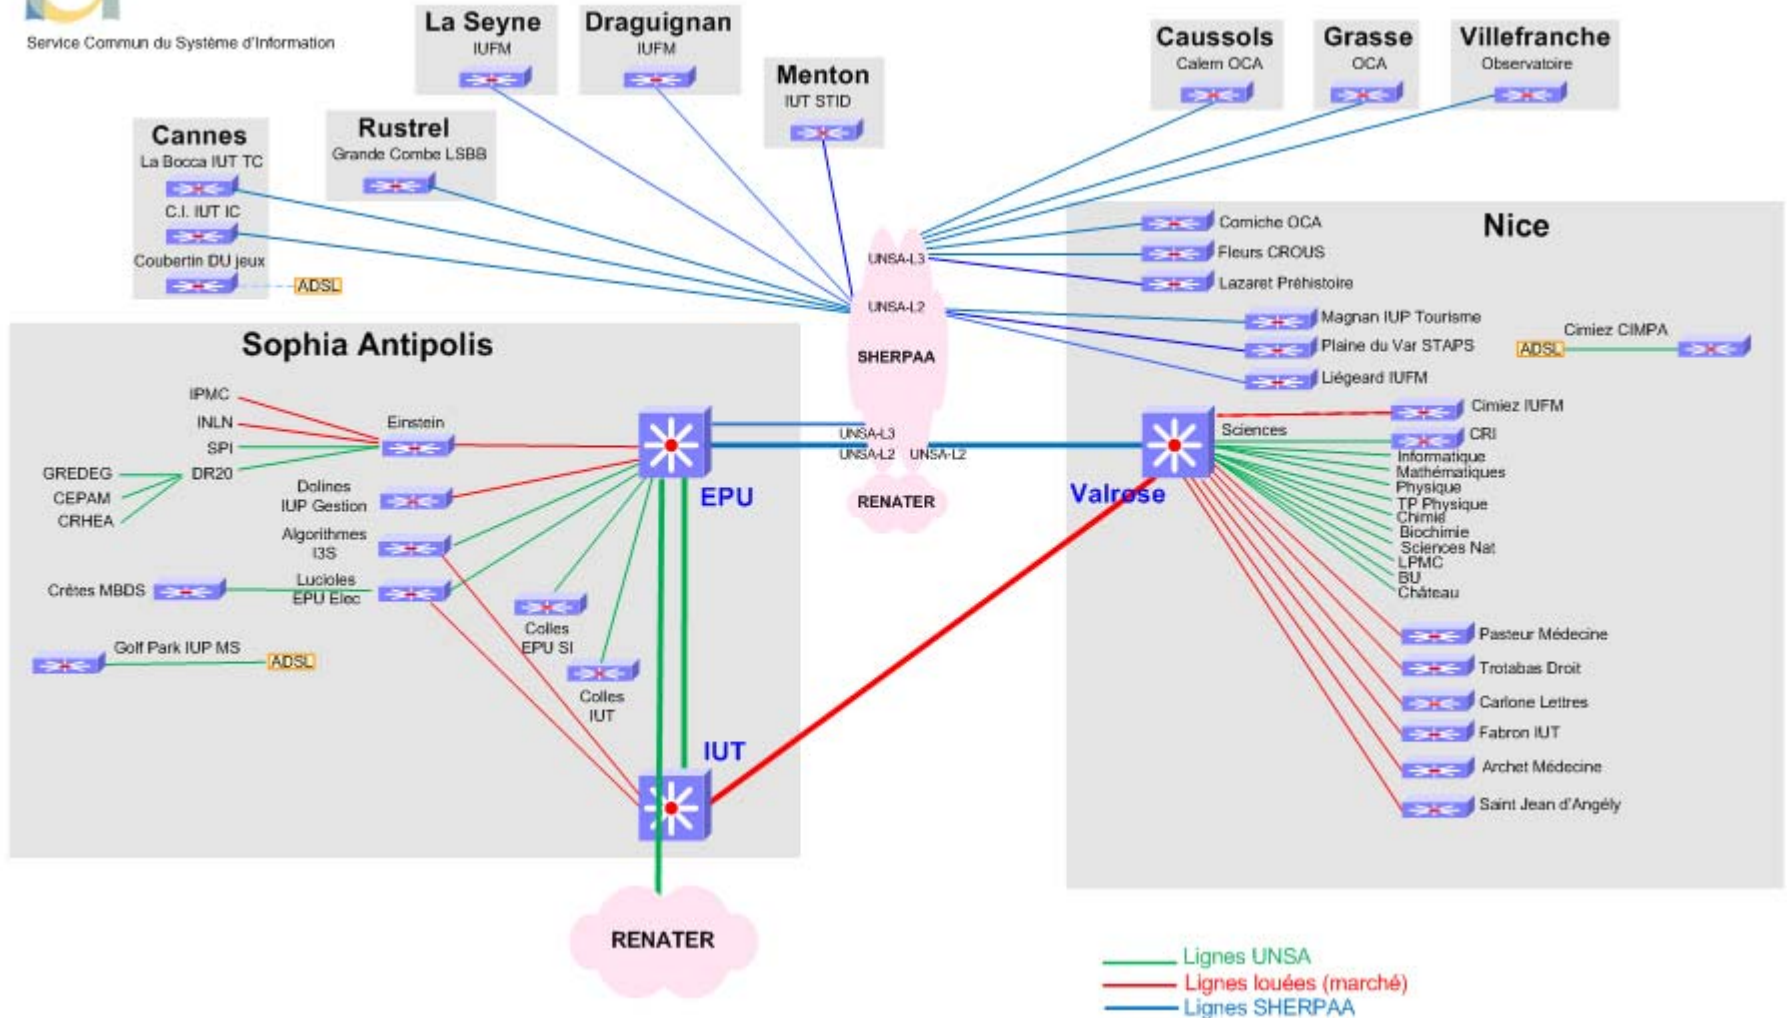 Service Commun du Système d'Information
La Seyne
IUFM
Draguignan
IUFM
Menton
IUT STID
Caussols
Calern OCA
Grasse
OCA
Villefranche
Observatoire
Cannes
La Bocca IUT TC
C.I. IUT IC
Coubertin DU jeux
ADSL
Rustrel
Grande Combe LSBB
UNSA-L3
UNSA-L2
SHERPAA
UNSA-L3
UNSA-L2
UNSA-L2
RENATER
Nice
Corniche OCA
Fleurs CROUS
Lazaret Préhistoire
Magnan IUP Tourisme
Plaine du Var STAPS
Liégeard IUFM
Cimiez CIMPA
ADSL
Sophia Antipolis
IPMC
INLN
SPI
DR20
GREDEG
CEPAM
CRHEA
Einstein
Dolines
IUP Gestion
Algorithmes
I3S
Lucioles
EPU Elec
Crêtes MBDS
Golf Park IUP MS
ADSL
Colles
EPU SI
Colles
IUT
EPU
IUT
RENATER
Valrose
Sciences
Cimiez IUFM
CRI
Informatique
Mathématiques
Physique
TP Physique
Chimie
Biochimie
Sciences Nat
LPMC
BU
Château
Pasteur Médecine
Trotabas Droit
Carlone Lettres
Fabron IUT
Archet Médecine
Saint Jean d'Angély
Lignes UNSA
Lignes louées (marché)
Lignes SHERPAA